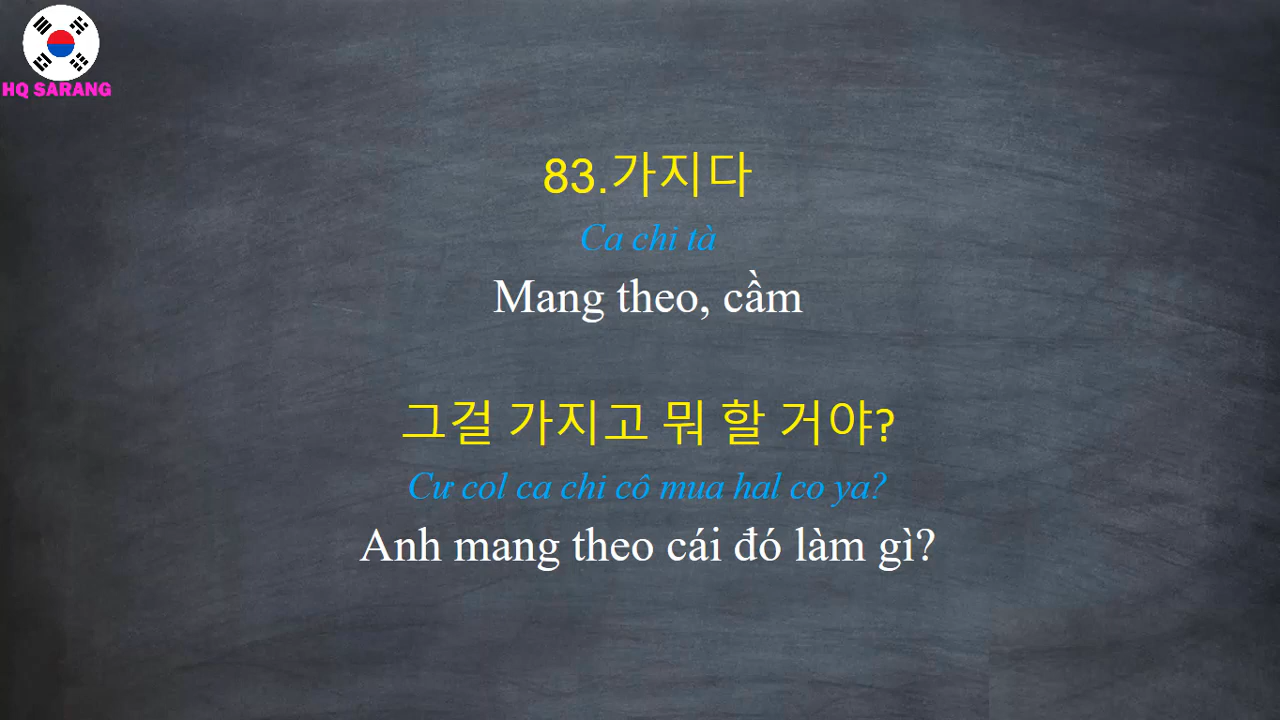 HQ SARANG
83.가지다
Ca chi tà
Mang theo, cầm
그걸 가지고 뭐 할 거야?
Cư col ca chi cô mua hal co ya?
Anh mang theo cái đó làm gì?